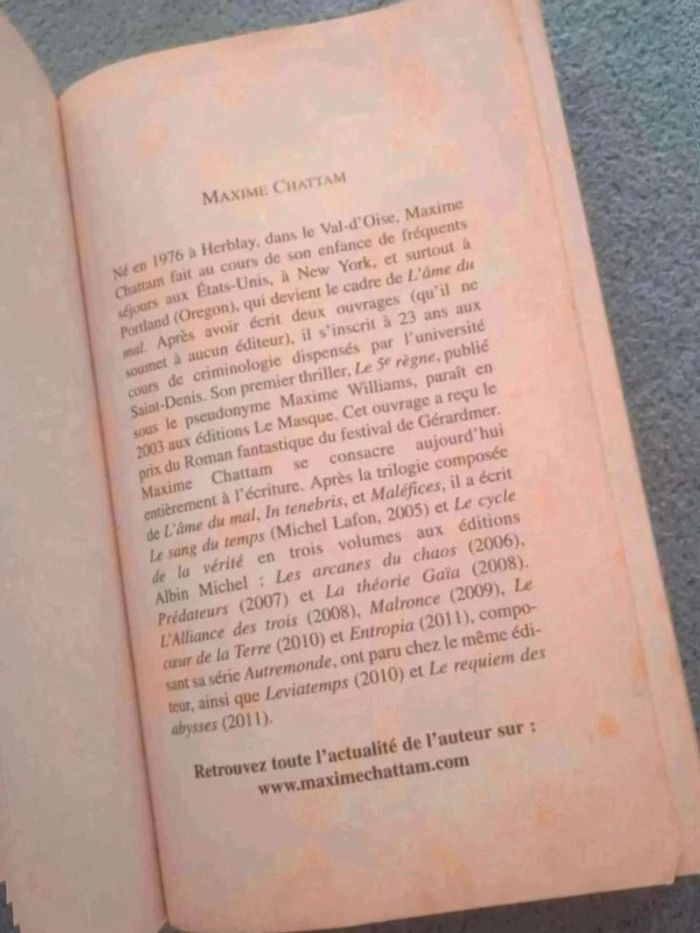 MAXIME CHATTAM
Né en 1976 à Herblay, dans le Val-d'Oise, Maxime
Chattam fait au cours de son enfance de fréquents
séjours aux États-Unis, à New York, et surtout à
Portland (Oregon), qui devient le cadre de L'âme du
mal. Après avoir écrit deux ouvrages (qu'il ne
soumet à aucun éditeur), il s'inscrit à 23 ans aux
cours de criminologie dispensés par l'université
Saint-Denis. Son premier thriller, Le 5e règne, publié
sous le pseudonyme Maxime Williams, paraît en
2003 aux éditions Le Masque. Cet ouvrage a reçu le
prix du Roman fantastique du festival de Gérardmer.
Maxime Chattam se consacre aujourd'hui
entièrement à l'écriture. Après la trilogie composée
de L'âme du mal, In tenebris, et Maléfices, il a écrit
Le sang du temps (Michel Lafon, 2005) et Le cycle
de la vérité en trois volumes aux éditions
Albin Michel : Les arcanes du chaos (2006),
Prédateurs (2007) et La théorie Gaïa (2008).
L'Alliance des trois (2008), Malronce (2009), Le
cœur de la Terre (2010) et Entropia (2011), compo-
sant sa série Autremonde, ont paru chez le même édi-
teur, ainsi que Leviatemps (2010) et Le requiem des
abysses (2011).
Retrouvez toute l'actualité de l'auteur sur :
www.maximechattam.com